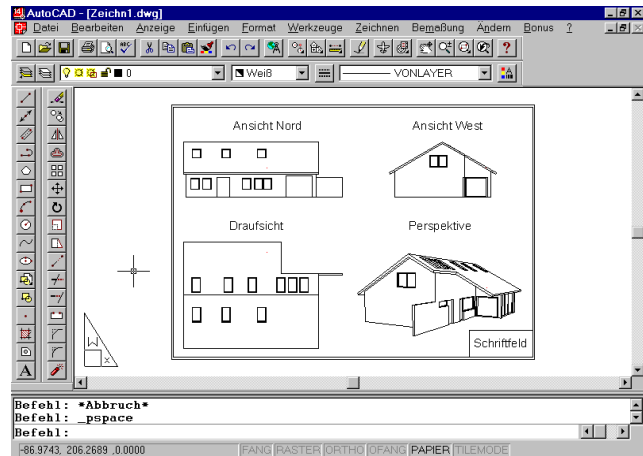 AutoCAD - [Zeichn1.dwg]
Datei Bearbeiten Anzeige Einfügen Format Werkzeuge Zeichnen Bemaßung Ändern Bonus ?
0 Weiß VONLAYER
Ansicht Nord Ansicht West
Draufsicht Perspektive
W
X
Schriftfeld
Befehl: *Abbruch*
Befehl: _pspace
Befehl:
-86.9743, 206.2689 ,0.0000 FANG RASTER ORTHO OFANG PAPIER TILEMODE